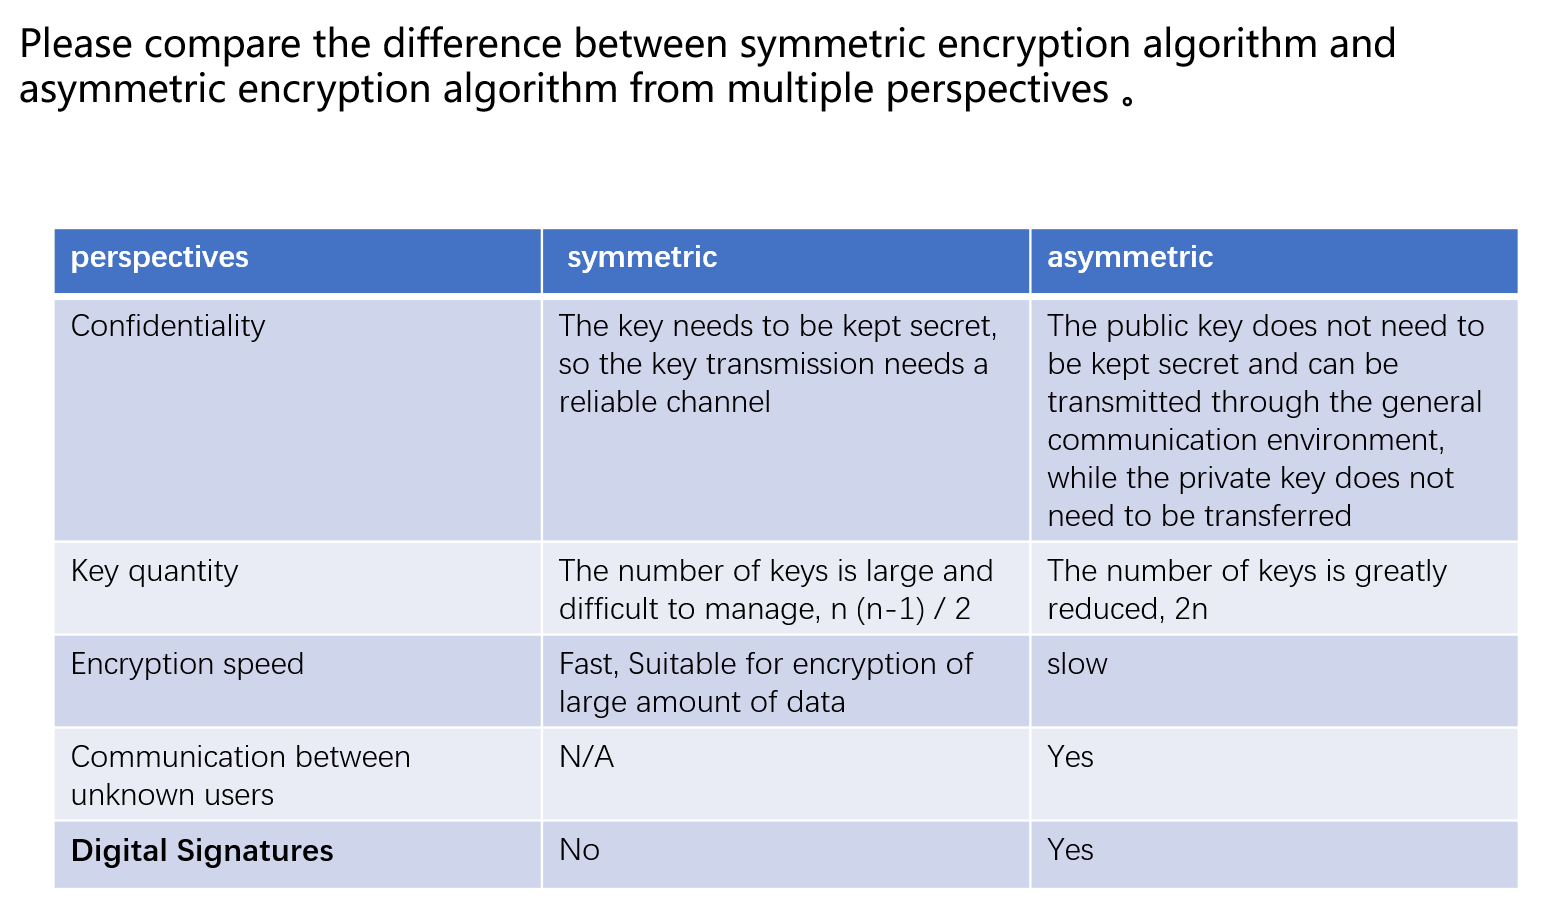 Please compare the difference between symmetric encryption algorithm and
asymmetric encryption algorithm from multiple perspectives 。
perspectives
symmetric
asymmetric
Confidentiality
The key needs to be kept secret,
so the key transmission needs a
reliable channel
The public key does not need to
be kept secret and can be
transmitted through the general
communication environment,
while the private key does not
need to be transferred
Key quantity
The number of keys is large and
difficult to manage, n (n-1) / 2
The number of keys is greatly
reduced, 2n
Encryption speed
Fast, Suitable for encryption of
large amount of data
slow
Communication between
unknown users
N/A
Yes
Digital Signatures
No
Yes